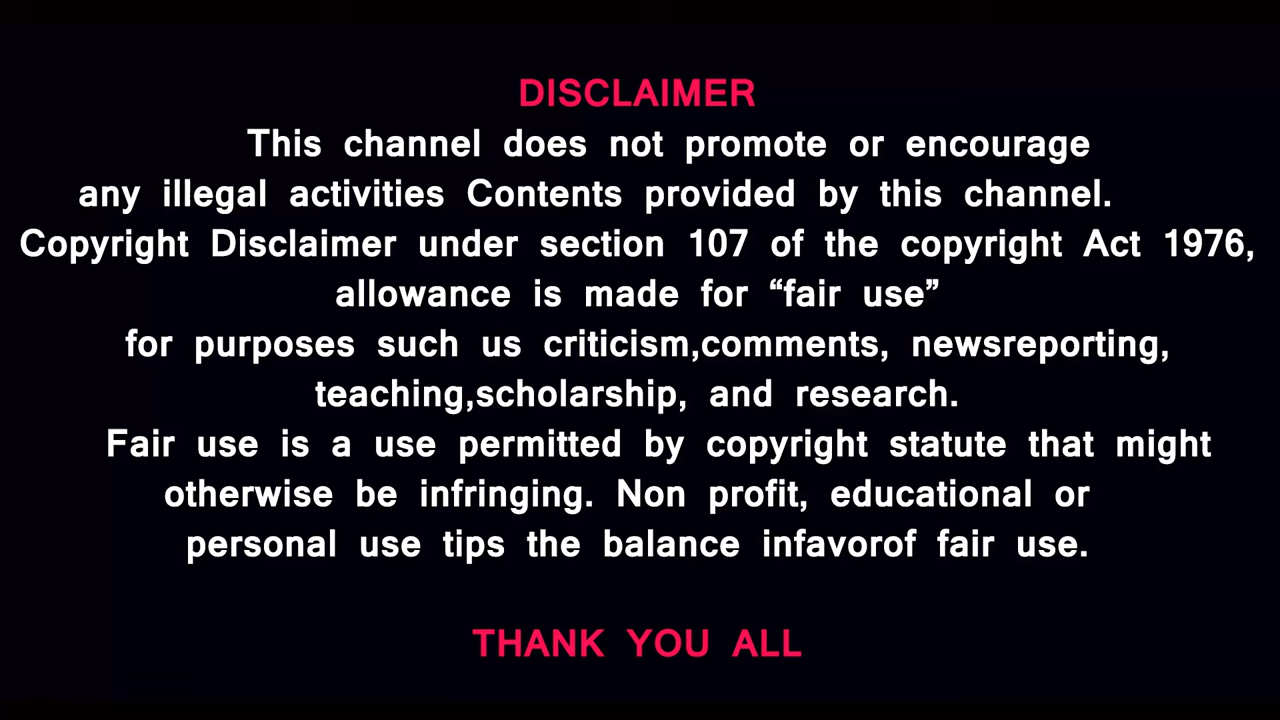 DISCLAIMER
This channel does not promote or encourage
any illegal activities Contents provided by this channel.
Copyright Disclaimer under section 107 of the copyright Act 1976,
allowance is made for “fair use”
for purposes such us criticism,comments, newsreporting,
teaching,scholarship, and research.
Fair use is a use permitted by copyright statute that might
otherwise be infringing. Non profit, educational or
personal use tips the balance infavorof fair use.
THANK YOU ALL